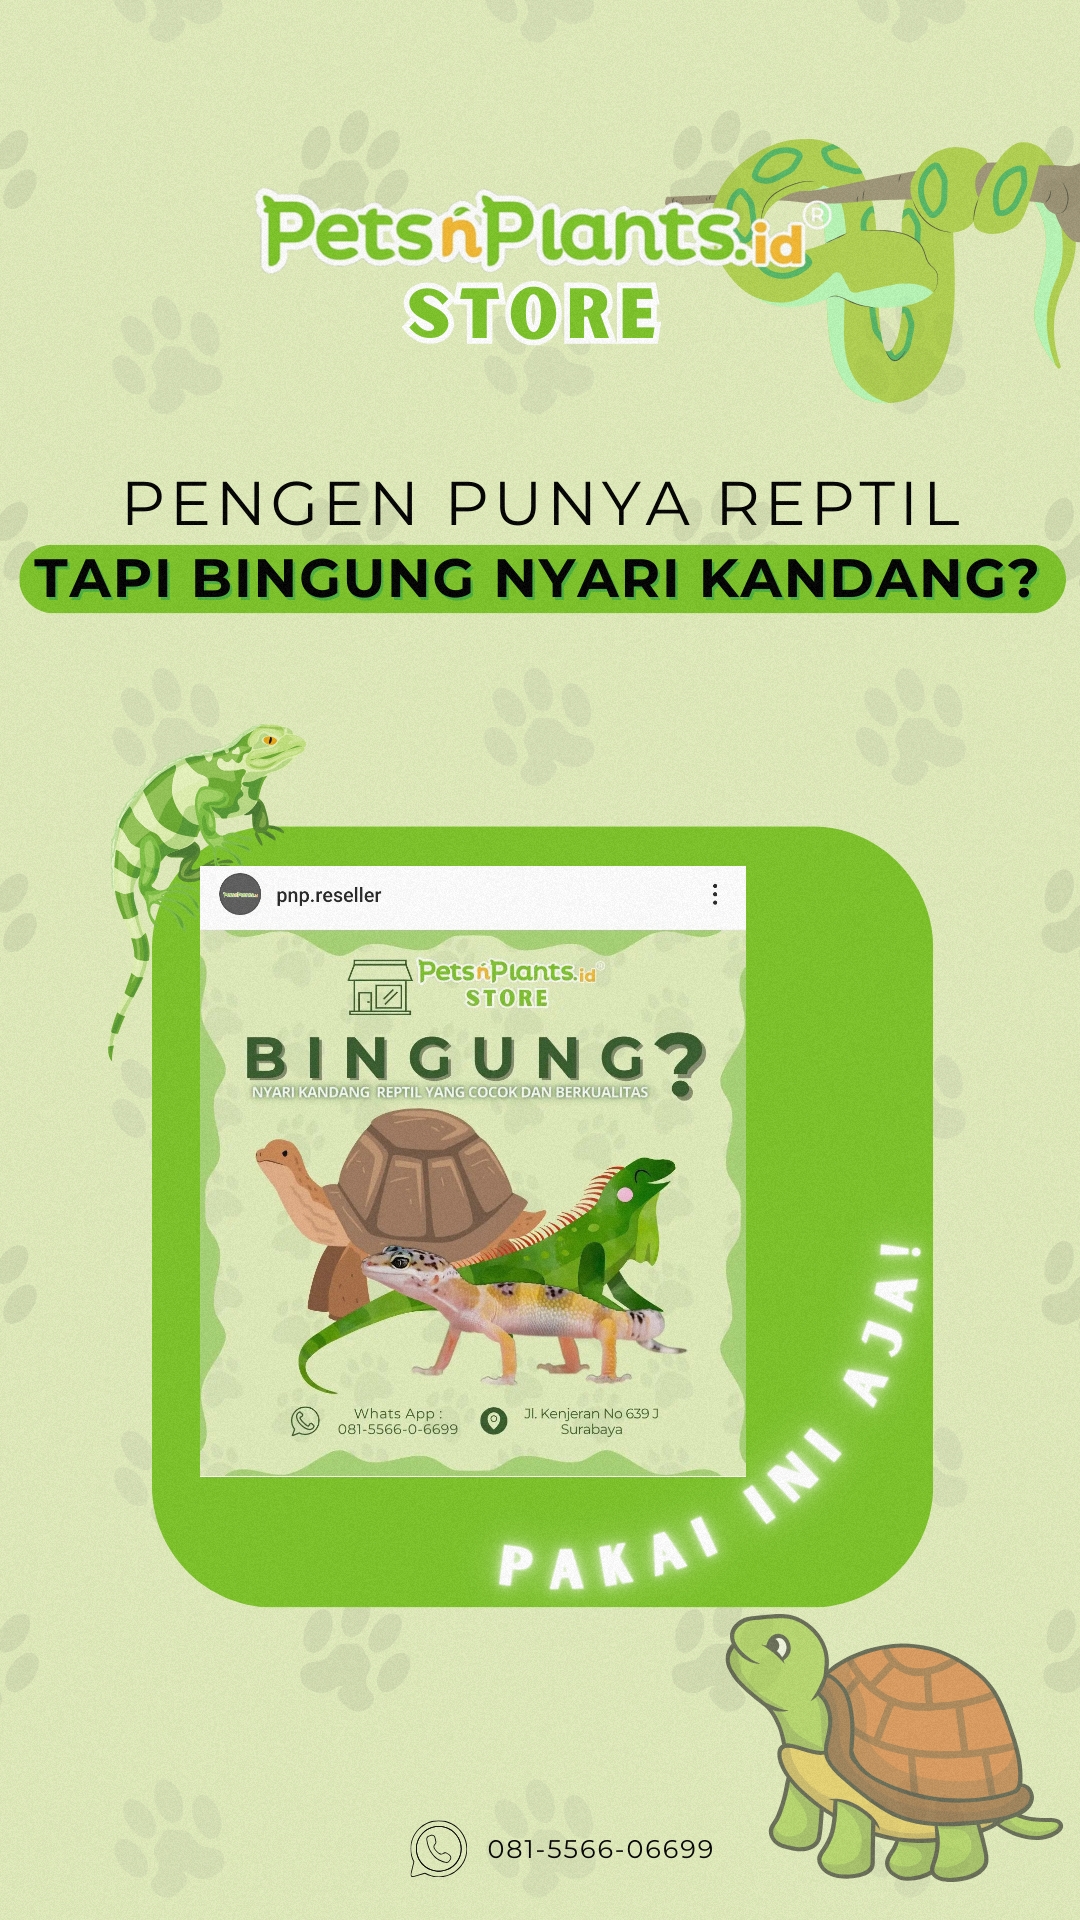 PetsnPlants.id®
STORE
PENGEN PUNYA REPTIL
TAPI BINGUNG NYARI KANDANG?
pnp.reseller
PetsnPlants.id
STORE
BINGUNG?
NYARI KANDANG REPTIL YANG COCOK DAN BERKUALITAS
Whats App :
081-5566-0-6699
Jl. Kenjeran No 639 J
Surabaya
PAKAI INI AJA!
081-5566-06699